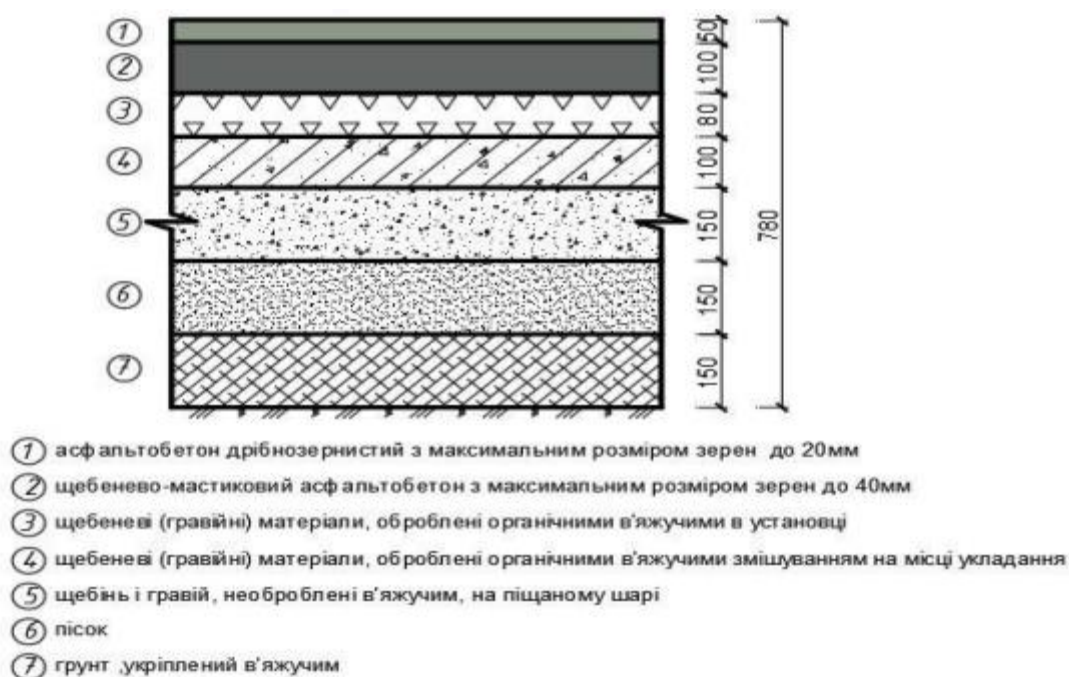 1
50
2
100
3
80
4
100
5
150
780
6
150
7
150
1 асфальтобетон дрібнозернистий з максимальним розміром зерен до 20мм
2 щебенево-мастиковий асфальтобетон з максимальним розміром зерен до 40мм
3 щебеневі (гравійні) матеріали, оброблені органічними в'яжучими в установці
4 щебеневі (гравійні) матеріали, оброблені органічними в'яжучими змішуванням на місці укладання
5 щебінь і гравій, необроблені в'яжучим, на піщаному шарі
6 пісок
7 грунт ,укріплений в'яжучим